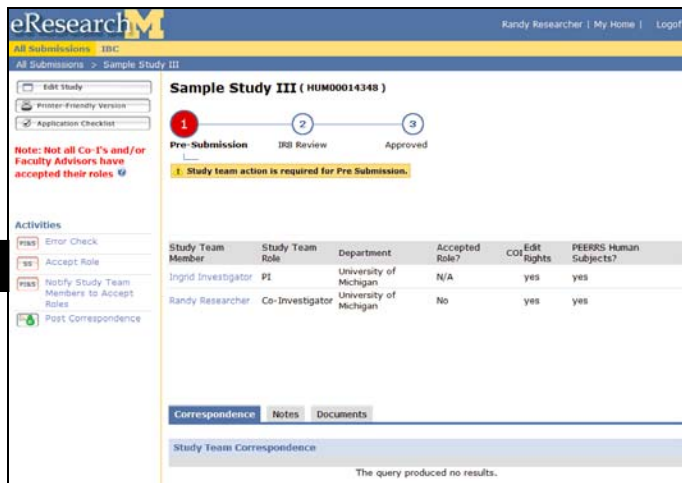 eResearch M
Randy Researcher | My Home | Logof
All Submissions IBC
All Submissions > Sample Study III
Edit Study
Printer-Friendly Version
Application Checklist
Note: Not all Co-I's and/or
Faculty Advisors have
accepted their roles
Activities
Error Check
SS Accept Role
Notify Study Team
Members to Accept
Roles
Post Correspondence
Sample Study III ( HUM00014348 )
1 2 3
Pre-Submission IRB Review Approved
! Study team action is required for Pre Submission.
Study Team Member Study Team Role Department Accepted Role? COI Edit Rights PEERRS Human Subjects?
Ingrid Investigator PI University of Michigan N/A yes yes
Randy Researcher Co-Investigator University of Michigan No yes yes
Correspondence Notes Documents
Study Team Correspondence
The query produced no results.